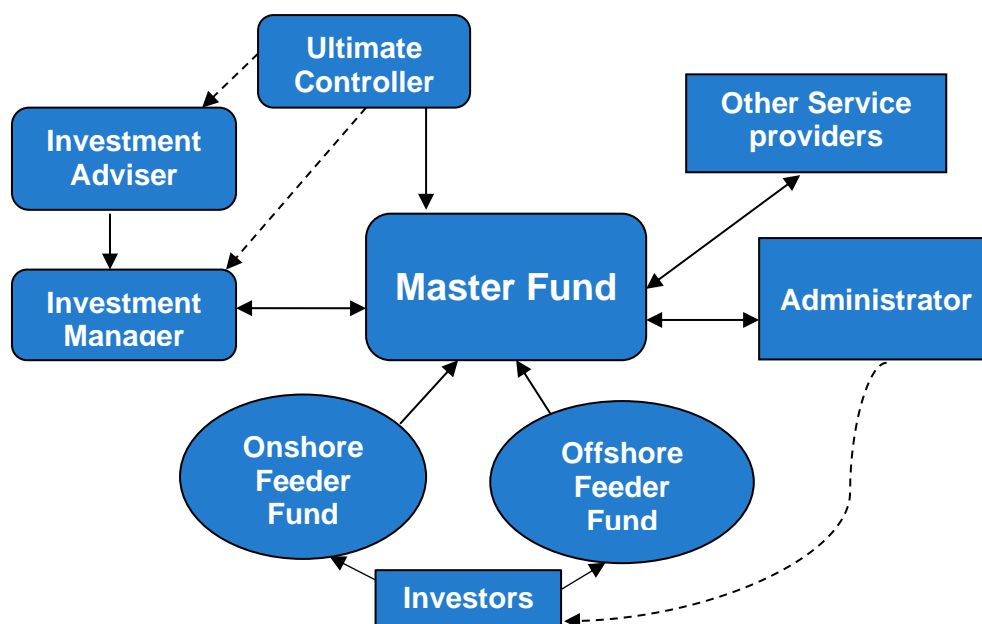 Ultimate
Controller
Other Service
providers
Investment
Adviser
Master Fund
Administrator
Investment
Manager
Onshore
Feeder
Fund
Offshore
Feeder
Fund
Investors